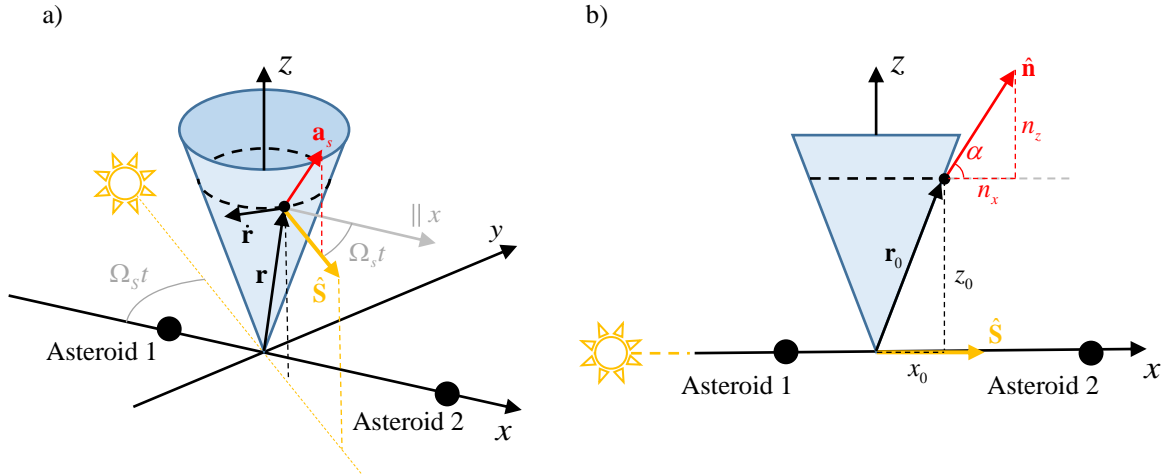 a)
z
a_s
|| x
ṙ
Ω_s t
y
Ω_S t
r
Ŝ
Asteroid 1
Asteroid 2
x
b)
z
n̂
n_z
α
n_x
r_0
z_0
Ŝ
x
x_0
Asteroid 1
Asteroid 2